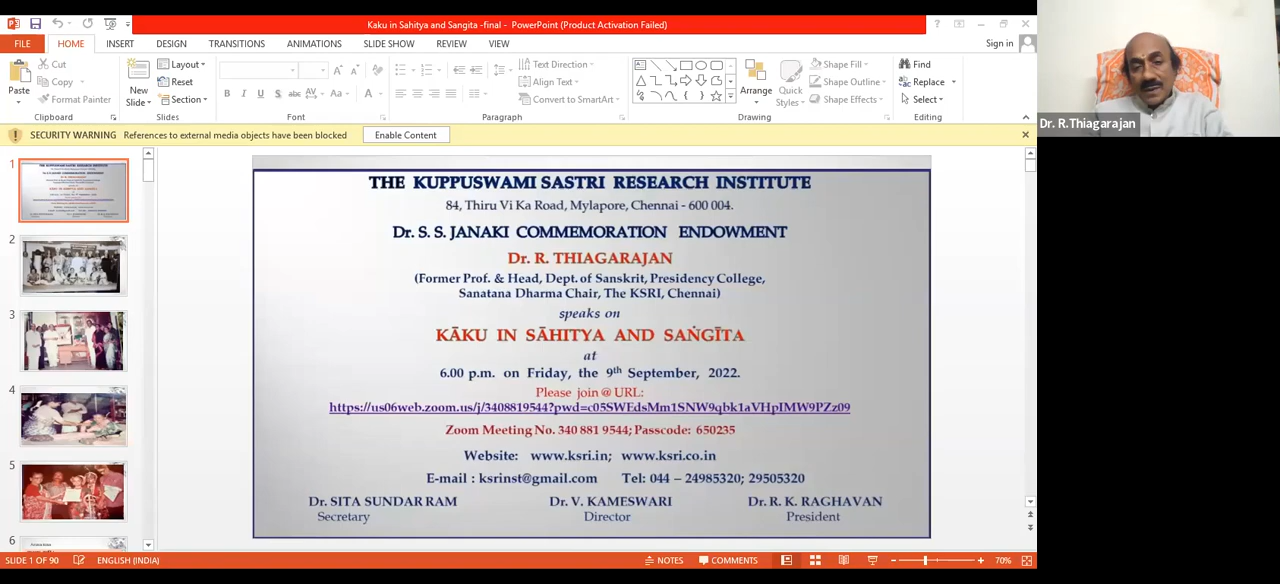 Kaku in Sahitya and Sangita -final - PowerPoint (Product Activation Failed)
FILE HOME INSERT DESIGN TRANSITIONS ANIMATIONS SLIDE SHOW REVIEW VIEW Sign in
Paste
Cut
Copy
Format Painter
Clipboard
New
Slide
Layout
Reset
Section
Slides
B I U S abc AV Aa A
Font
Text Direction
Align Text
Convert to SmartArt
Paragraph
Arrange
Quick
Styles
Shape Fill
Shape Outline
Shape Effects
Drawing
Find
Replace
Select
Editing
SECURITY WARNING References to external media objects have been blocked Enable Content
1
2
3
4
5
6
THE KUPPUSWAMI SASTRI RESEARCH INSTITUTE
84, Thiru Vi Ka Road, Mylapore, Chennai - 600 004.
Dr. S. S. JANAKI COMMEMORATION ENDOWMENT
Dr. R. THIAGARAJAN
(Former Prof. & Head, Dept. of Sanskrit, Presidency College,
Sanatana Dharma Chair, The KSRI, Chennai)
speaks on
KĀKU IN SĀHITYA AND SAṄGĪTA
at
6.00 p.m. on Friday, the 9th September, 2022.
Please join @ URL:
https://us06web.zoom.us/j/3408819544?pwd=c05SWEdsMm1SNW9qbk1aVHpIMW9PZz09
Zoom Meeting No. 340 881 9544; Passcode: 650235
Website: www.ksri.in; www.ksri.co.in
E-mail : ksrinst@gmail.com Tel: 044 – 24985320; 29505320
Dr. SITA SUNDAR RAM Dr. V. KAMESWARI Dr. R. K. RAGHAVAN
Secretary Director President
SLIDE 1 OF 90 ENGLISH (INDIA) NOTES COMMENTS 70%
Dr. R.Thiagarajan